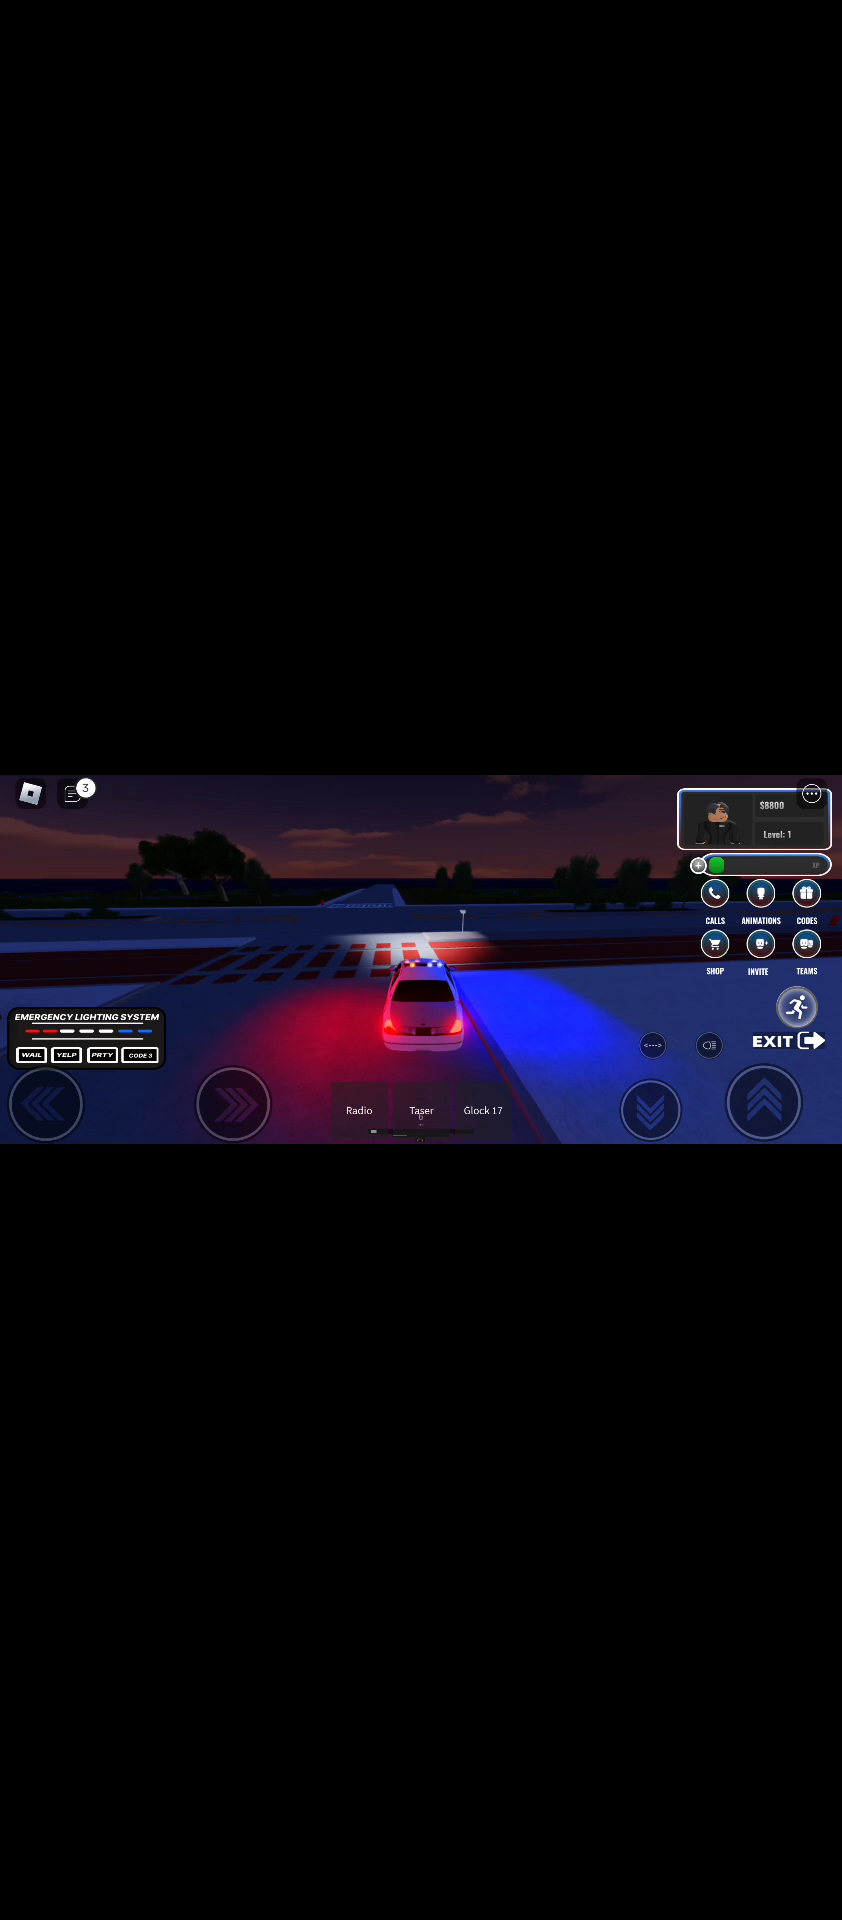 3
$8800
Level: 1
XP
CALLS
ANIMATIONS
CODES
SHOP
INVITE
TEAMS
EMERGENCY LIGHTING SYSTEM
WAIL
YELP
PRTY
CODE 3
EXIT
<--->
Radio
Taser
Glock 17